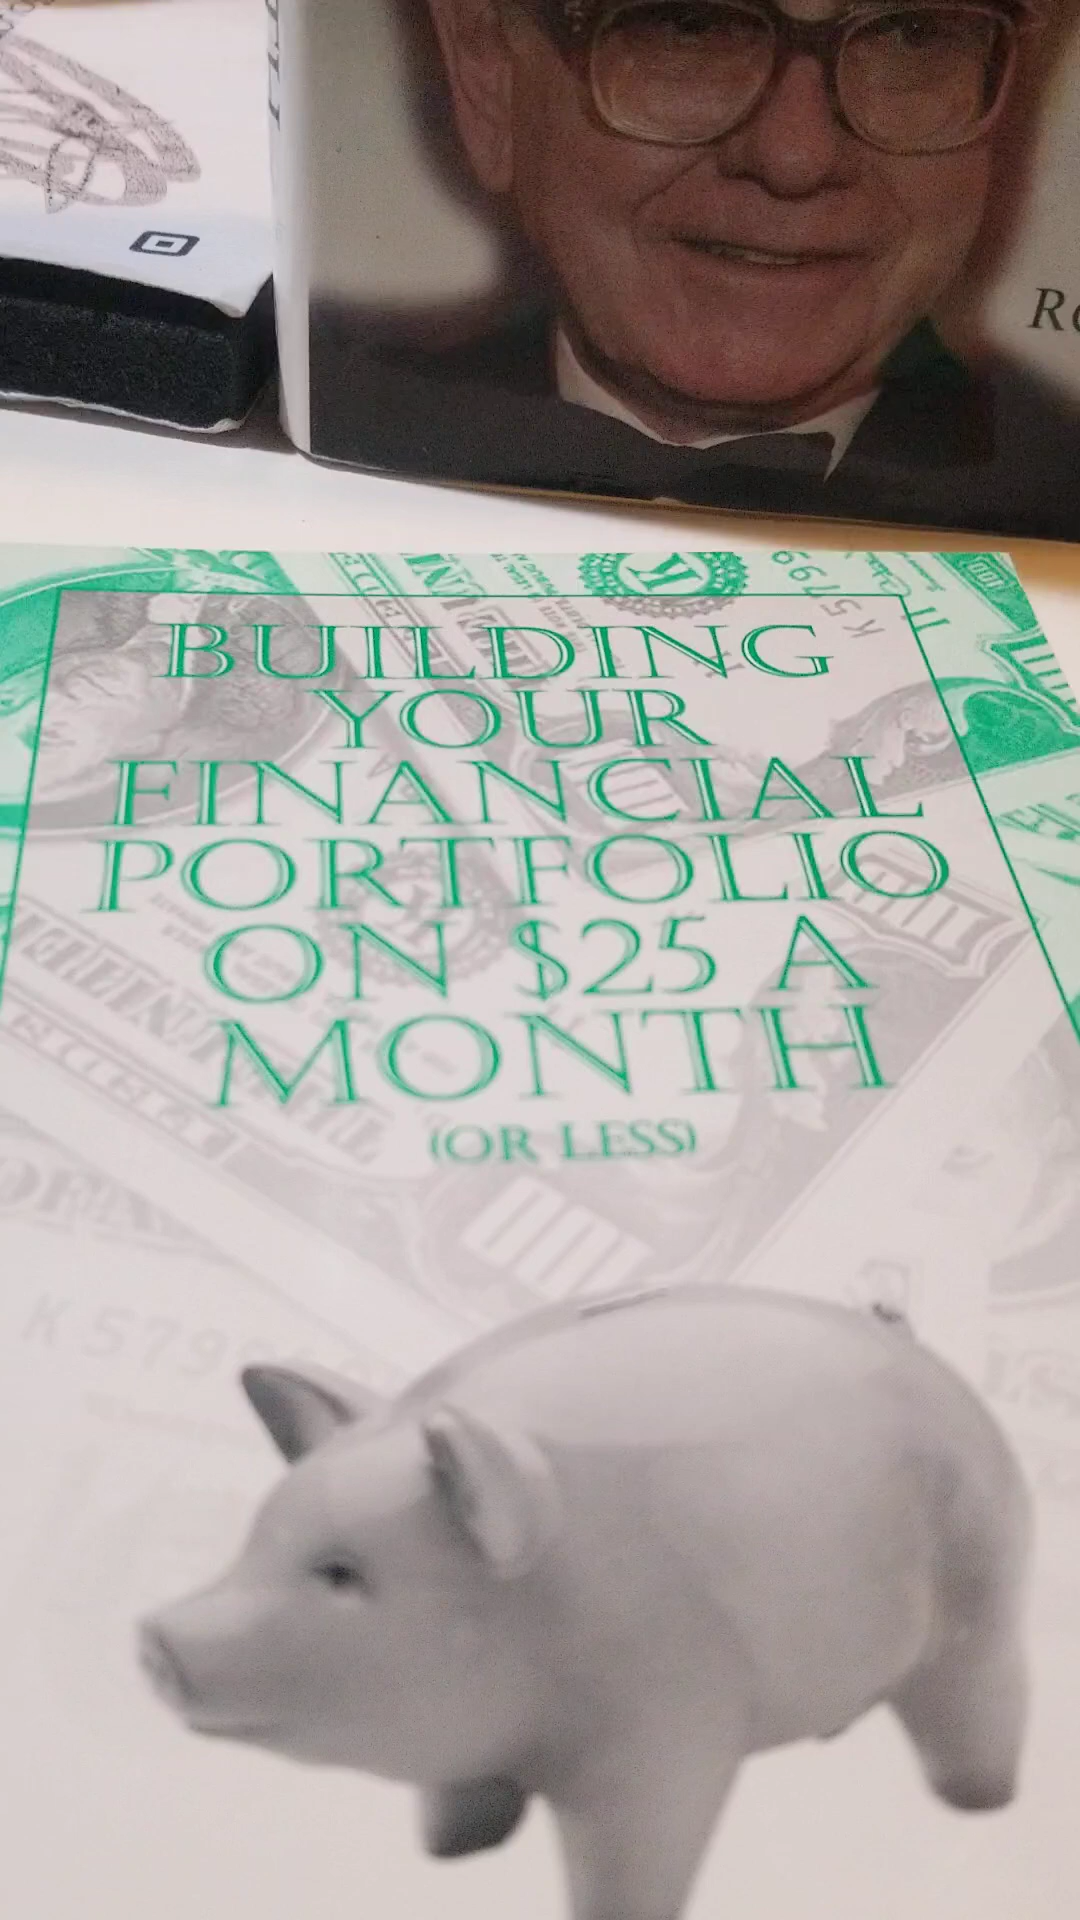 BUILDING
YOUR
FINANCIAL
PORTFOLIO
ON $25 A
MONTH
(OR LESS)